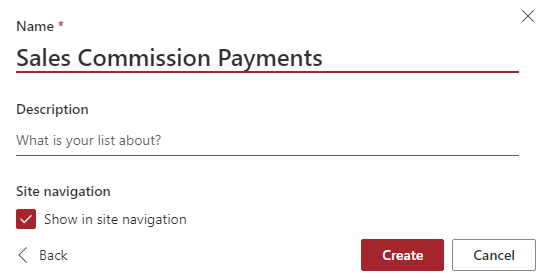 Name *
Sales Commission Payments
Description
What is your list about?
Site navigation
Show in site navigation
Back
Create
Cancel